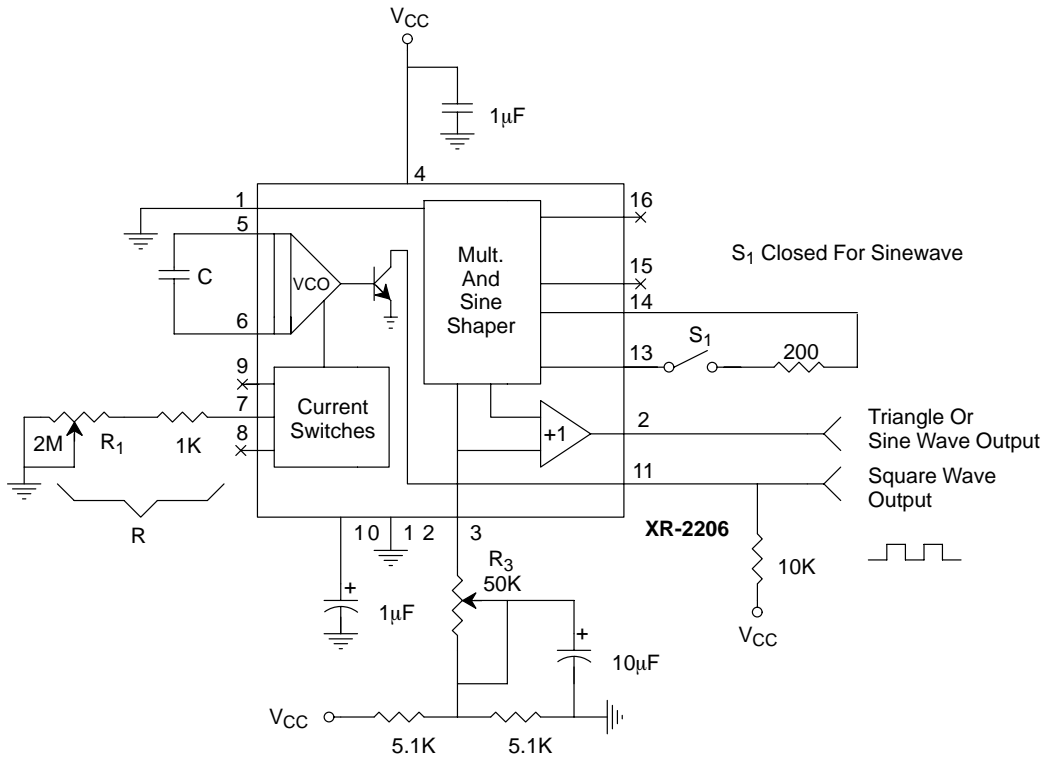 VCC
1µF
4
1
16
5
Mult.
And
Sine
Shaper
S1 Closed For Sinewave
15
C
VCO
14
6
13
S1
200
9
7
Current
Switches
+1
2
Triangle Or
Sine Wave Output
2M
R1
1K
8
11
Square Wave
Output
R
10
1 2
3
XR-2206
R3
50K
10K
1µF
10µF
VCC
VCC
5.1K
5.1K
+
+